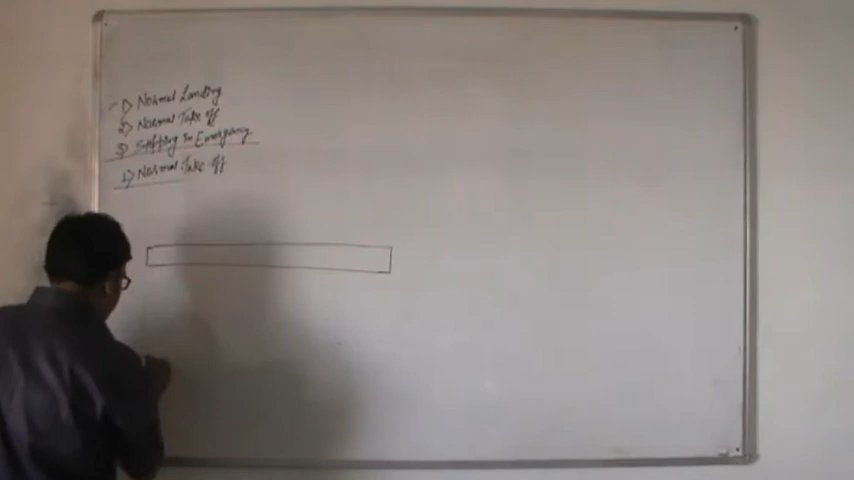 1) Normal Landing
2) Normal Take off
3) Stopping in Emergency
1) Normal Take off